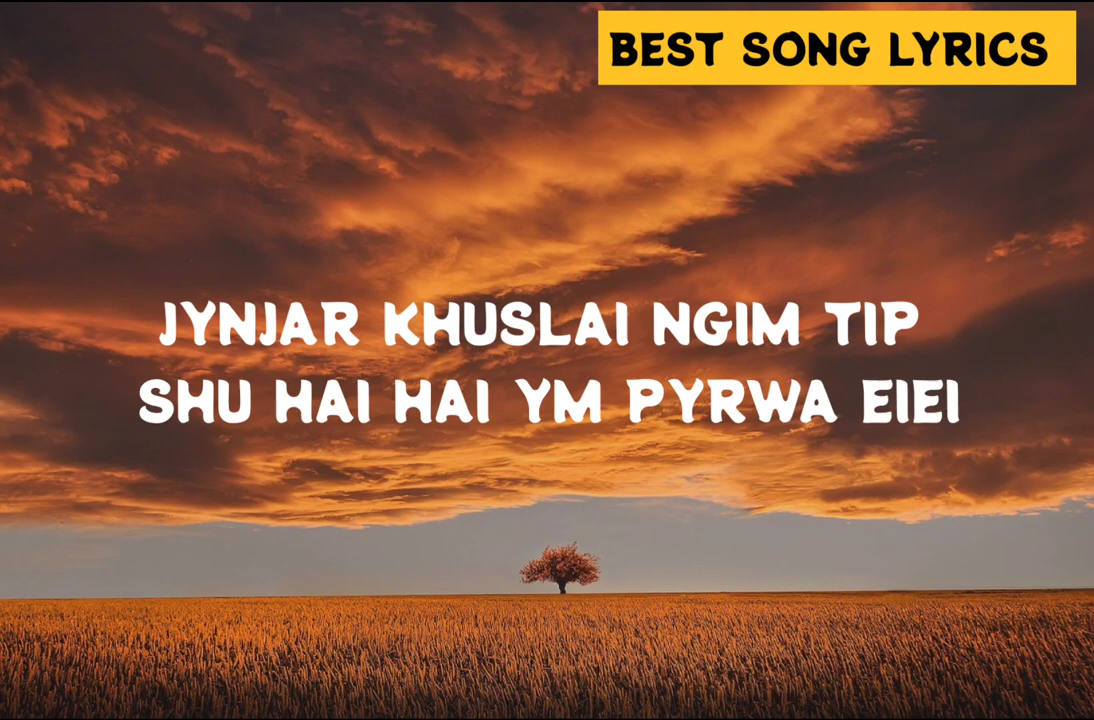 BEST SONG LYRICS
JYNJAR KHUSLAI NGIM TIP
SHU HAI HAI YM PYRWA EIEI